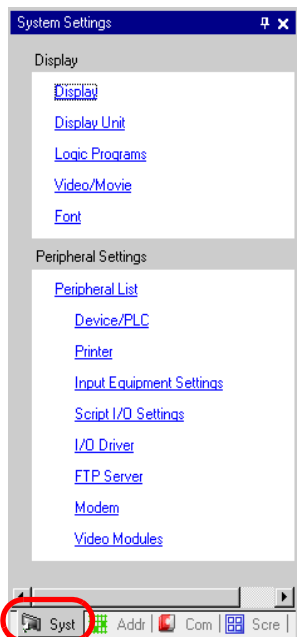 System Settings
Display
Display
Display Unit
Logic Programs
Video/Movie
Font
Peripheral Settings
Peripheral List
Device/PLC
Printer
Input Equipment Settings
Script I/O Settings
I/O Driver
FTP Server
Modem
Video Modules
Syst Addr Com Scre